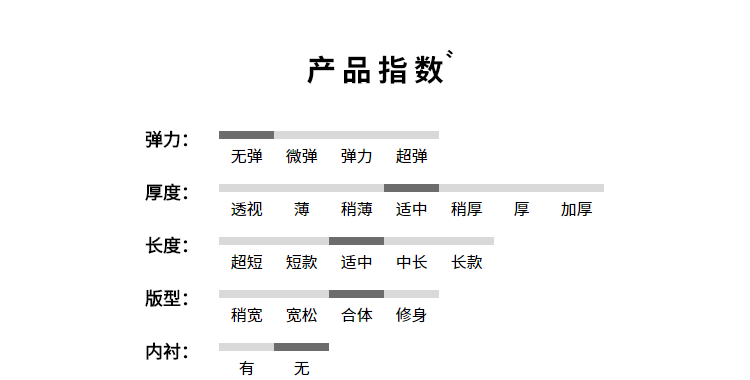 产品指数
弹力：
无弹 微弹 弹力 超弹
厚度：
透视 薄 稍薄 适中 稍厚 厚 加厚
长度：
超短 短款 适中 中长 长款
版型：
稍宽 宽松 合体 修身
内衬：
有 无